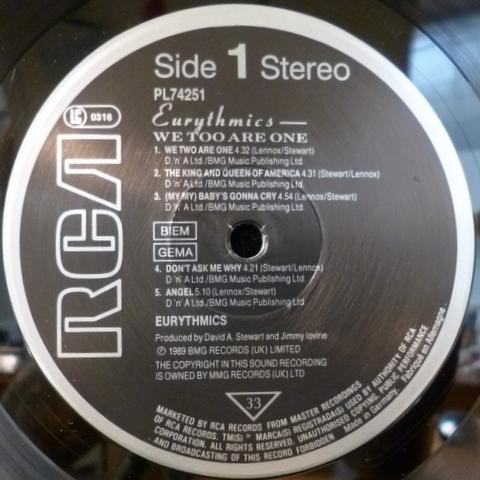 Side 1 Stereo
PL74251
Eurythmics —
WE TOO ARE ONE
LC 0316
RCA
1. WE TWO ARE ONE 4.32 (Lennox/Stewart)
D 'n' A Ltd./BMG Music Publishing Ltd.
2. THE KING AND QUEEN OF AMERICA 4.31 (Stewart/Lennox)
D 'n' A Ltd./BMG Music Publishing Ltd.
3. (MY MY) BABY'S GONNA CRY 4.54 (Lennox/Stewart)
D 'n' A Ltd./BMG Music Publishing Ltd.
BIEM
GEMA
4. DON'T ASK ME WHY 4.21 (Stewart/Lennox)
D 'n' A Ltd./BMG Music Publishing Ltd.
5. ANGEL 5.10 (Lennox/Stewart)
D 'n' A Ltd./BMG Music Publishing Ltd.
EURYTHMICS
Produced by David A. Stewart and Jimmy Iovine
℗ 1989 BMG RECORDS (UK) LIMITED
THE COPYRIGHT IN THIS SOUND RECORDING
IS OWNED BY MMG RECORDS (UK) LTD
33
MARKETED BY RCA RECORDS FROM MASTER RECORDINGS
OF RCA RECORDS. TM(S) ® MARCA(S) REGISTRADA(S) USED BY AUTHORITY OF RCA
CORPORATION. ALL RIGHTS RESERVED. UNAUTHORISED COPYING, PUBLIC PERFORMANCE
AND BROADCASTING OF THIS RECORD FORBIDDEN Made in Germany. Fabriqué en Allemagne